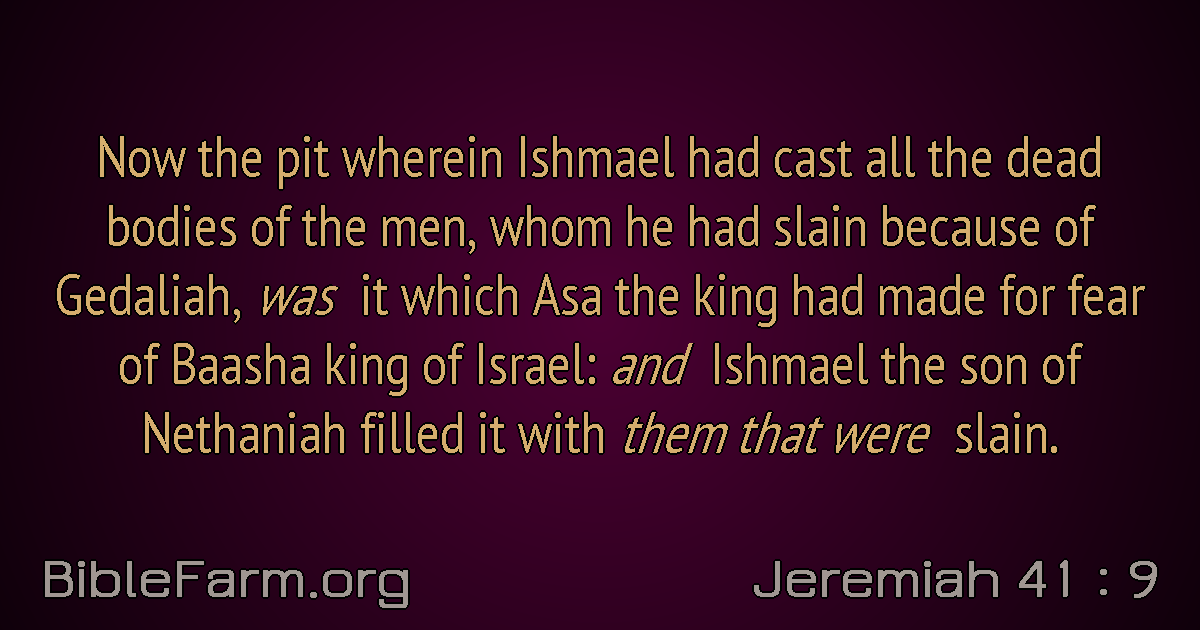 Now the pit wherein Ishmael had cast all the dead
bodies of the men, whom he had slain because of
Gedaliah, was it which Asa the king had made for fear
of Baasha king of Israel: and Ishmael the son of
Nethaniah filled it with them that were slain.
BibleFarm.org
Jeremiah 41 : 9